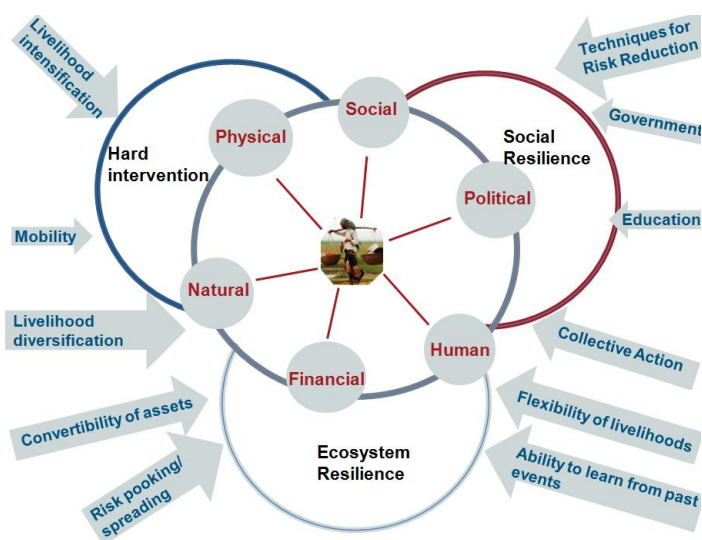 Livelihood
intensification
Techniques for
Risk Reduction
Government
Social
Physical
Hard
intervention
Social
Resilience
Political
Mobility
Education
Natural
Livelihood
diversification
Human
Collective Action
Financial
Convertibility of assets
Flexibility of livelihoods
Ecosystem
Resilience
Risk pooking/
spreading
Ability to learn from past
events